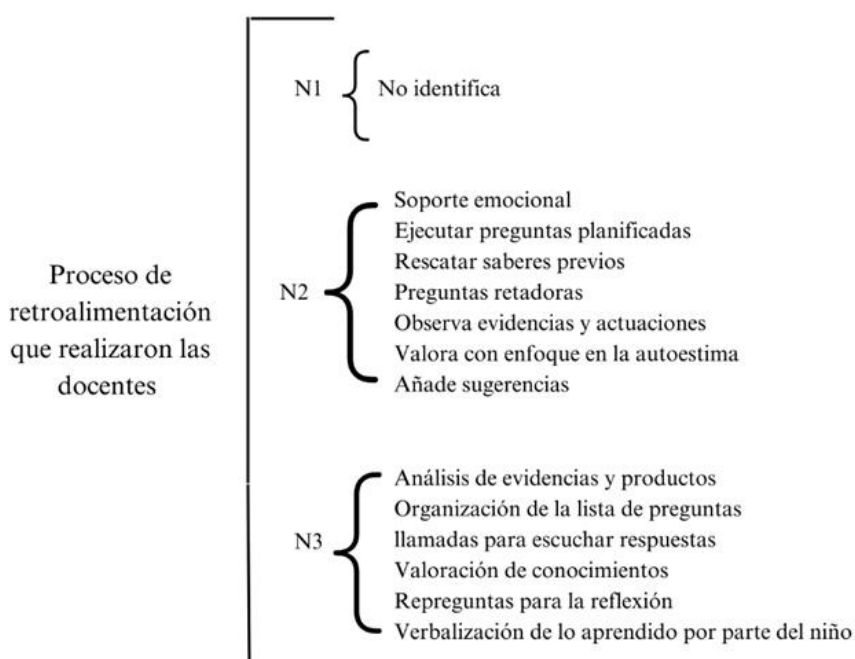 Proceso de
retroalimentación
que realizaron las
docentes
N1
No identifica
N2
Soporte emocional
Ejecutar preguntas planificadas
Rescatar saberes previos
Preguntas retadoras
Observa evidencias y actuaciones
Valora con enfoque en la autoestima
Añade sugerencias
N3
Análisis de evidencias y productos
Organización de la lista de preguntas
llamadas para escuchar respuestas
Valoración de conocimientos
Repreguntas para la reflexión
Verbalización de lo aprendido por parte del niño